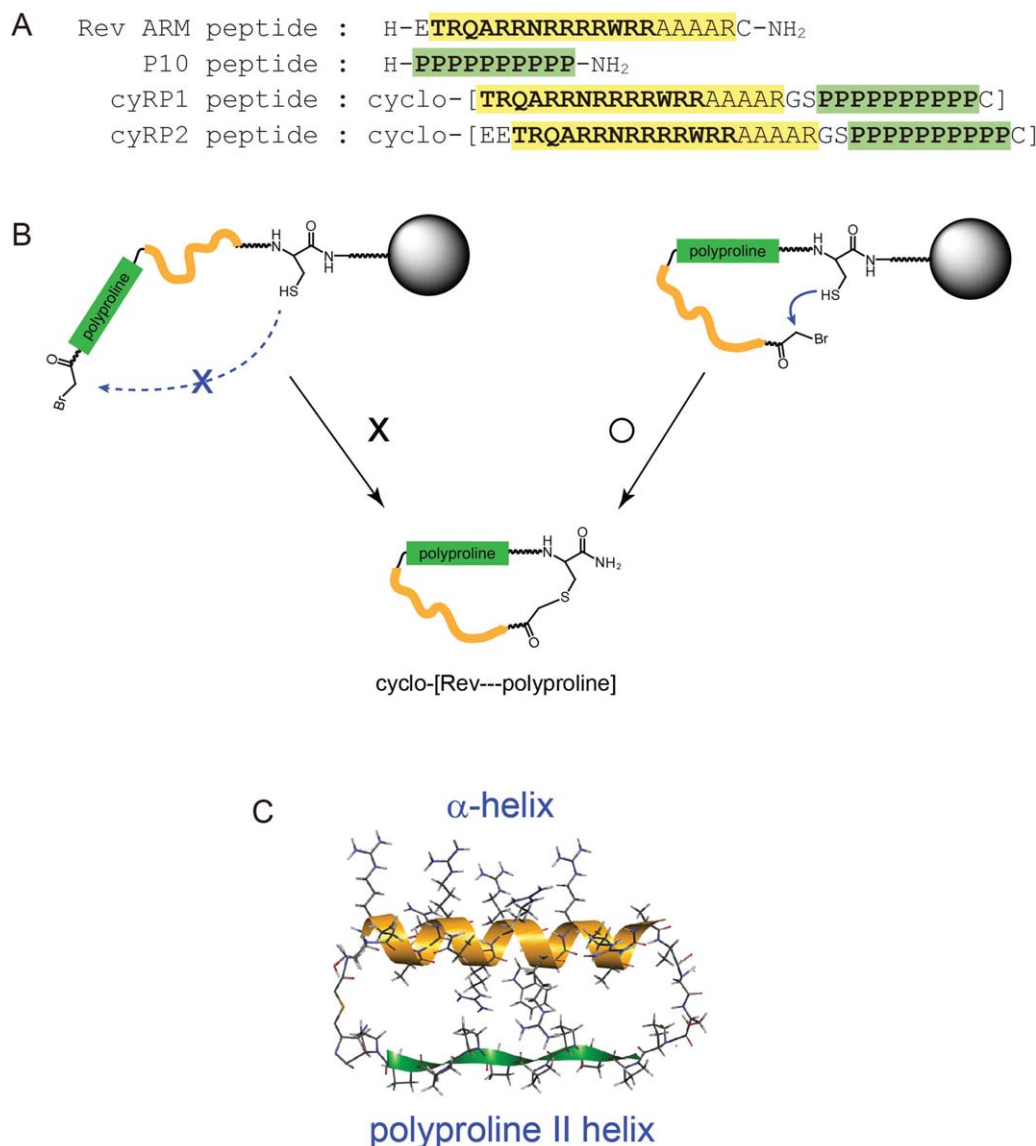 A
Rev ARM peptide : H-ETRQARRNRRRRWRRAAAARC-NH₂
P10 peptide : H-PPPPPPPPPP-NH₂
cyRP1 peptide : cyclo-[TRQARRNRRRRWRRAAAARGSPPPPPPPPPPC]
cyRP2 peptide : cyclo-[EETRQARRNRRRRWRRAAAARGSPPPPPPPPPPC]
B
polyproline
O
Br
X
HS
H
N
O
N
H
polyproline
H
N
O
N
H
HS
O
Br
X
O
polyproline
H
N
O
NH₂
S
O
cyclo-[Rev---polyproline]
C
α-helix
polyproline II helix